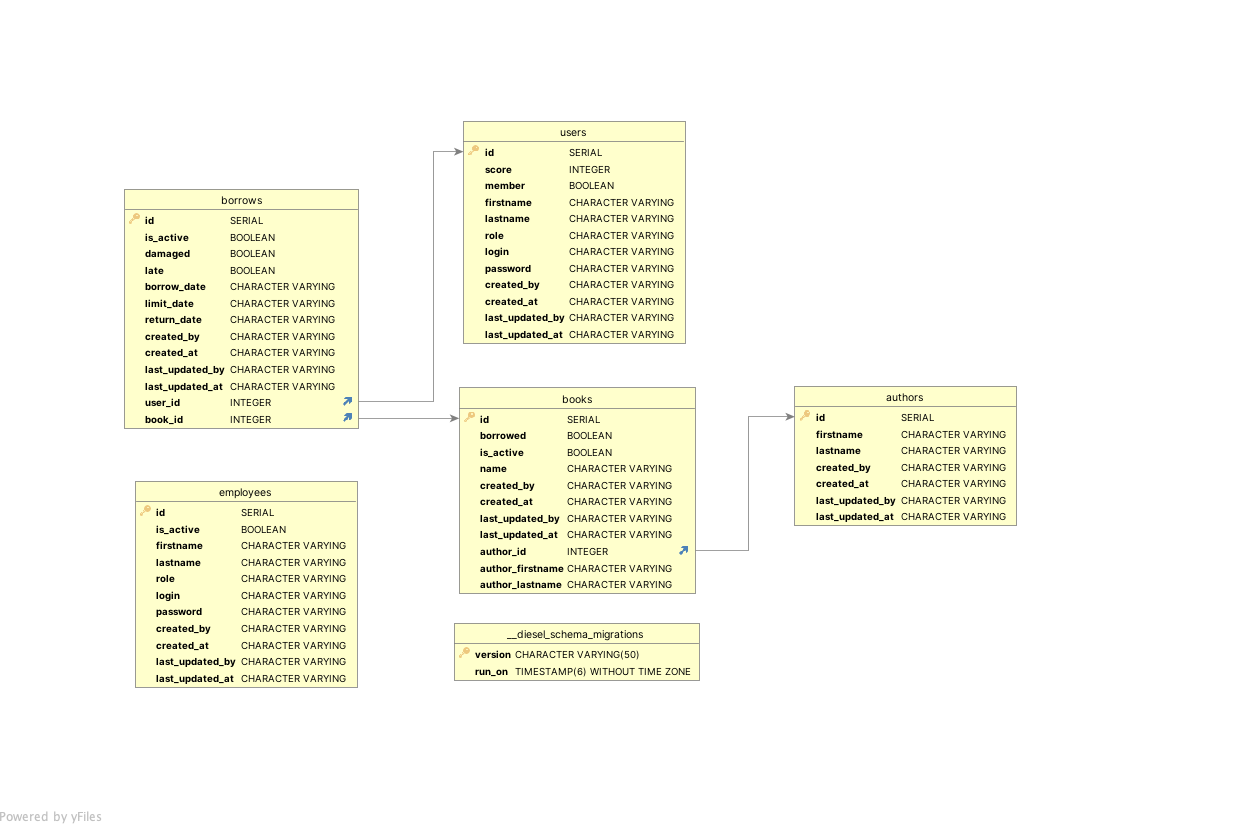 users
id SERIAL
score INTEGER
member BOOLEAN
firstname CHARACTER VARYING
lastname CHARACTER VARYING
role CHARACTER VARYING
login CHARACTER VARYING
password CHARACTER VARYING
created_by CHARACTER VARYING
created_at CHARACTER VARYING
last_updated_by CHARACTER VARYING
last_updated_at CHARACTER VARYING
borrows
id SERIAL
is_active BOOLEAN
damaged BOOLEAN
late BOOLEAN
borrow_date CHARACTER VARYING
limit_date CHARACTER VARYING
return_date CHARACTER VARYING
created_by CHARACTER VARYING
created_at CHARACTER VARYING
last_updated_by CHARACTER VARYING
last_updated_at CHARACTER VARYING
user_id INTEGER
book_id INTEGER
books
id SERIAL
borrowed BOOLEAN
is_active BOOLEAN
name CHARACTER VARYING
created_by CHARACTER VARYING
created_at CHARACTER VARYING
last_updated_by CHARACTER VARYING
last_updated_at CHARACTER VARYING
author_id INTEGER
author_firstname CHARACTER VARYING
author_lastname CHARACTER VARYING
authors
id SERIAL
firstname CHARACTER VARYING
lastname CHARACTER VARYING
created_by CHARACTER VARYING
created_at CHARACTER VARYING
last_updated_by CHARACTER VARYING
last_updated_at CHARACTER VARYING
employees
id SERIAL
is_active BOOLEAN
firstname CHARACTER VARYING
lastname CHARACTER VARYING
role CHARACTER VARYING
login CHARACTER VARYING
password CHARACTER VARYING
created_by CHARACTER VARYING
created_at CHARACTER VARYING
last_updated_by CHARACTER VARYING
last_updated_at CHARACTER VARYING
__diesel_schema_migrations
version CHARACTER VARYING(50)
run_on TIMESTAMP(6) WITHOUT TIME ZONE
Powered by yFiles